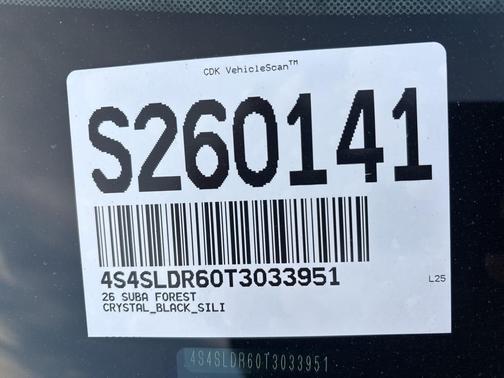 CDK VehicleScan™
S260141
4S4SLDR60T3033951
L25
26 SUBA FOREST
CRYSTAL_BLACK_SILI
4S4SLDR60T3033951